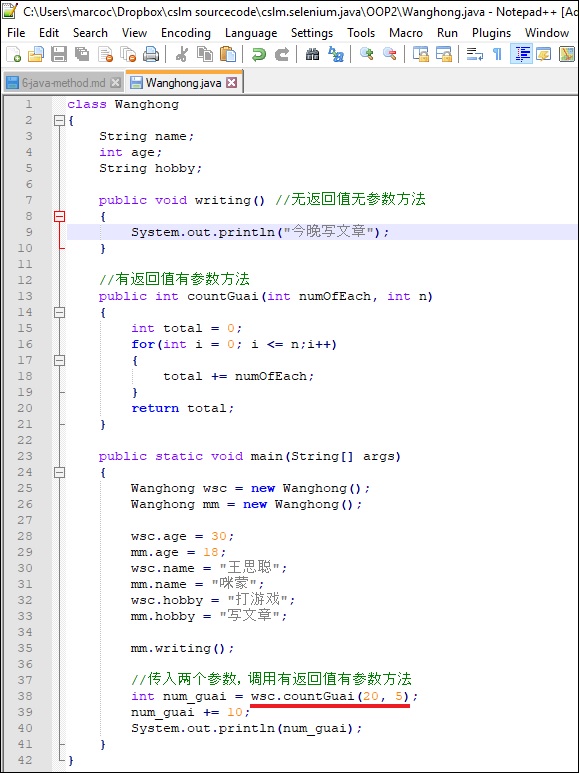 C:\Users\marcoc\Dropbox\cslm sourcecode\cslm.selenium.java\OOP2\Wanghong.java - Notepad++ [Ad
File Edit Search View Encoding Language Settings Tools Macro Run Plugins Window
6-java-method.md Wanghong.java
1 class Wanghong
2 {
3 String name;
4 int age;
5 String hobby;
6
7 public void writing() //无返回值无参数方法
8 {
9 System.out.println("今晚写文章");
10 }
11
12 //有返回值有参数方法
13 public int countGuai(int numOfEach, int n)
14 {
15 int total = 0;
16 for(int i = 0; i <= n;i++)
17 {
18 total += numOfEach;
19 }
20 return total;
21 }
22
23 public static void main(String[] args)
24 {
25 Wanghong wsc = new Wanghong();
26 Wanghong mm = new Wanghong();
27
28 wsc.age = 30;
29 mm.age = 18;
30 wsc.name = "王思聪";
31 mm.name = "咪蒙";
32 wsc.hobby = "打游戏";
33 mm.hobby = "写文章";
34
35 mm.writing();
36
37 //传入两个参数，调用有返回值有参数方法
38 int num_guai = wsc.countGuai(20, 5);
39 num_guai += 10;
40 System.out.println(num_guai);
41 }
42 }